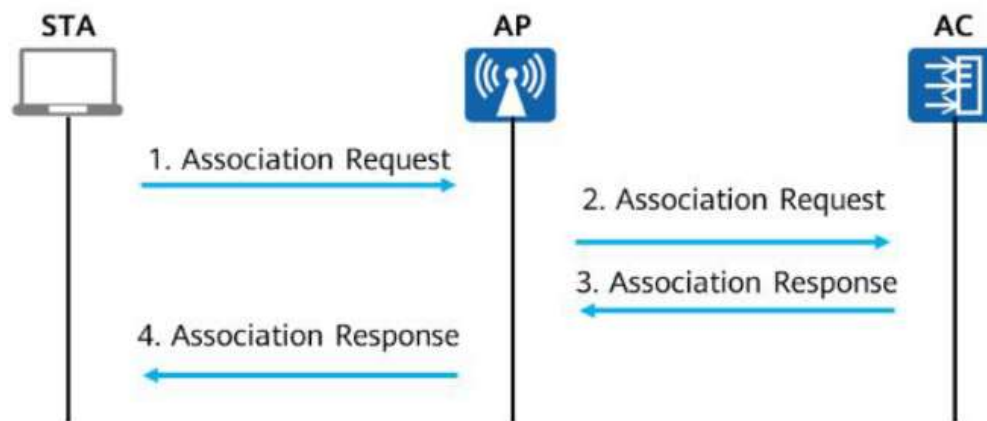 STA
AP
AC
1. Association Request
2. Association Request
3. Association Response
4. Association Response